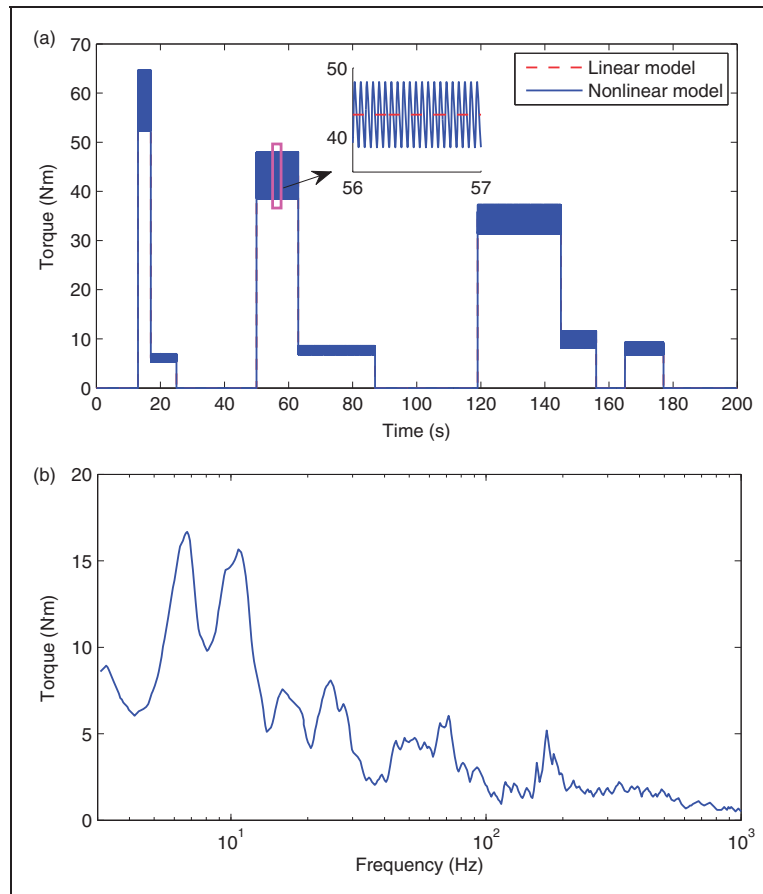 (a)
70
60
50
40
30
20
10
0
Torque (Nm)
50
40
56 57
Linear model
Nonlinear model
0 20 40 60 80 100 120 140 160 180 200
Time (s)
(b)
20
15
10
5
0
Torque (Nm)
10¹ 10² 10³
Frequency (Hz)